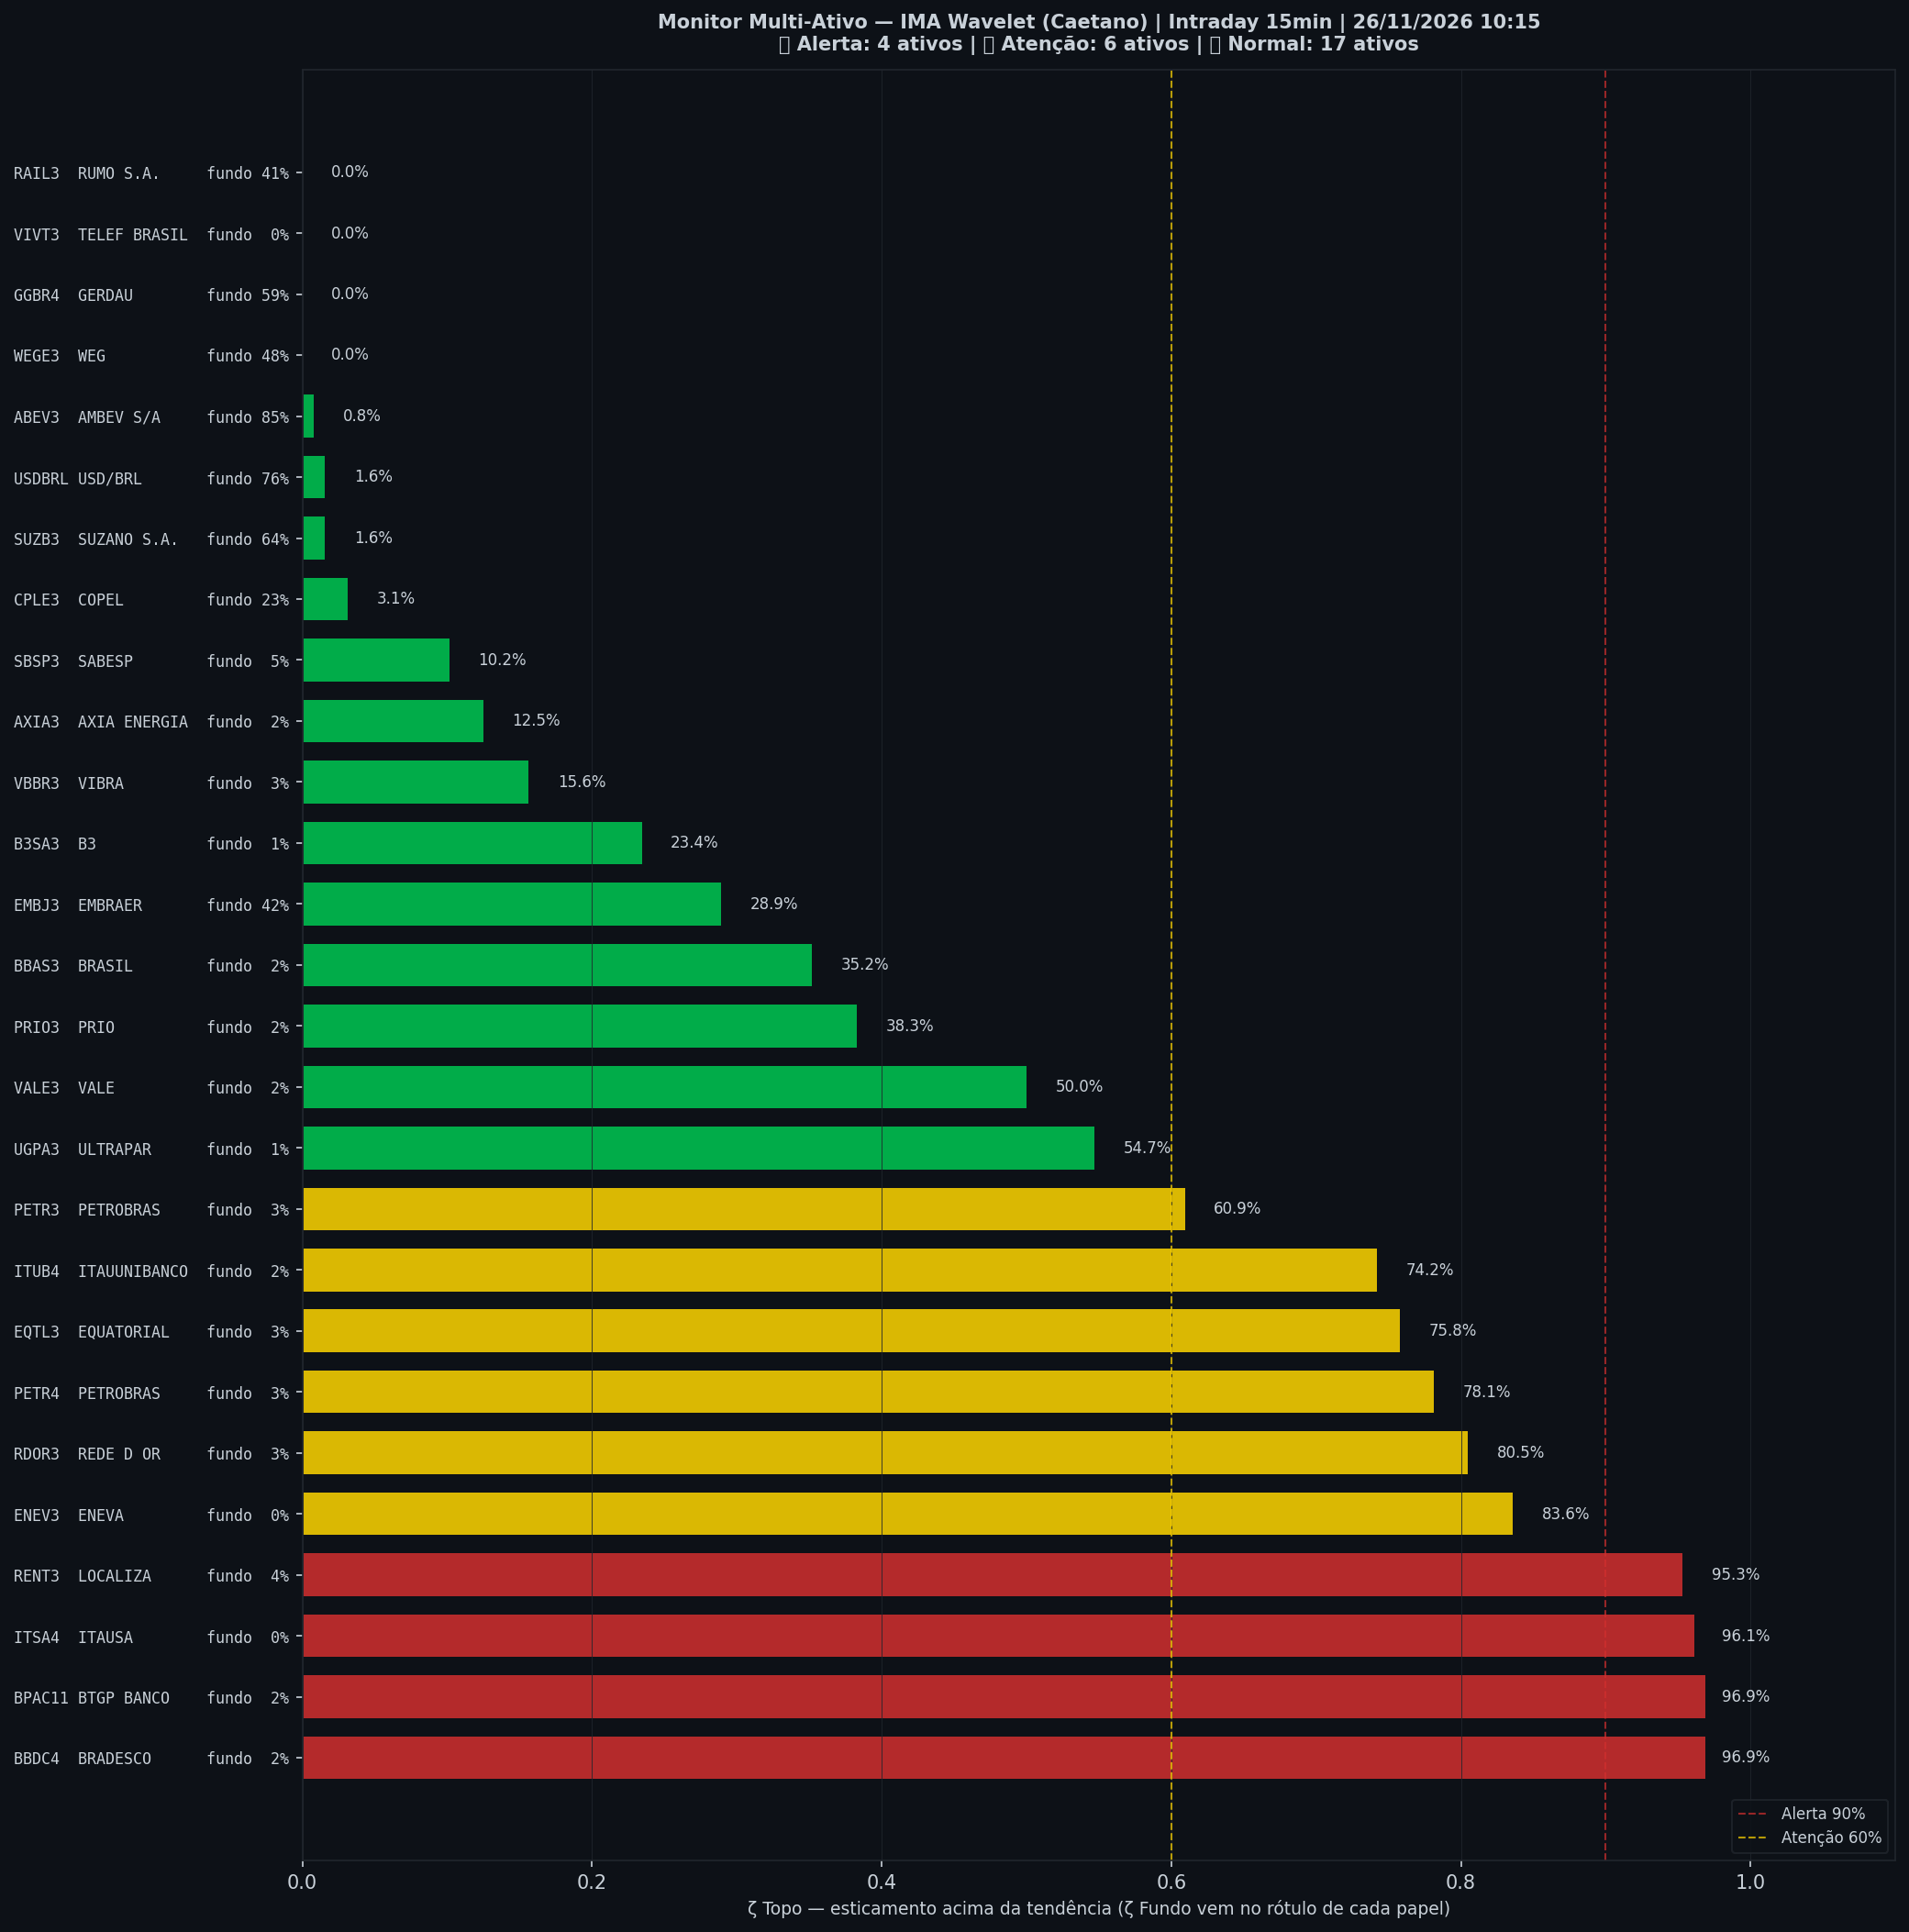 Monitor Multi-Ativo — IMA Wavelet (Caetano) | Intraday 15min | 26/11/2026 10:15
▯ Alerta: 4 ativos | ▯ Atenção: 6 ativos | ▯ Normal: 17 ativos
RAIL3 RUMO S.A. fundo 41% 0.0%
VIVT3 TELEF BRASIL fundo 0% 0.0%
GGBR4 GERDAU fundo 59% 0.0%
WEGE3 WEG fundo 48% 0.0%
ABEV3 AMBEV S/A fundo 85% 0.8%
USDBRL USD/BRL fundo 76% 1.6%
SUZB3 SUZANO S.A. fundo 64% 1.6%
CPLE3 COPEL fundo 23% 3.1%
SBSP3 SABESP fundo 5% 10.2%
AXIA3 AXIA ENERGIA fundo 2% 12.5%
VBBR3 VIBRA fundo 3% 15.6%
B3SA3 B3 fundo 1% 23.4%
EMBJ3 EMBRAER fundo 42% 28.9%
BBAS3 BRASIL fundo 2% 35.2%
PRIO3 PRIO fundo 2% 38.3%
VALE3 VALE fundo 2% 50.0%
UGPA3 ULTRAPAR fundo 1% 54.7%
PETR3 PETROBRAS fundo 3% 60.9%
ITUB4 ITAUUNIBANCO fundo 2% 74.2%
EQTL3 EQUATORIAL fundo 3% 75.8%
PETR4 PETROBRAS fundo 3% 78.1%
RDOR3 REDE D OR fundo 3% 80.5%
ENEV3 ENEVA fundo 0% 83.6%
RENT3 LOCALIZA fundo 4% 95.3%
ITSA4 ITAUSA fundo 0% 96.1%
BPAC11 BTGP BANCO fundo 2% 96.9%
BBDC4 BRADESCO fundo 2% 96.9%
Alerta 90%
Atenção 60%
0.0 0.2 0.4 0.6 0.8 1.0
ζ Topo — esticamento acima da tendência (ζ Fundo vem no rótulo de cada papel)